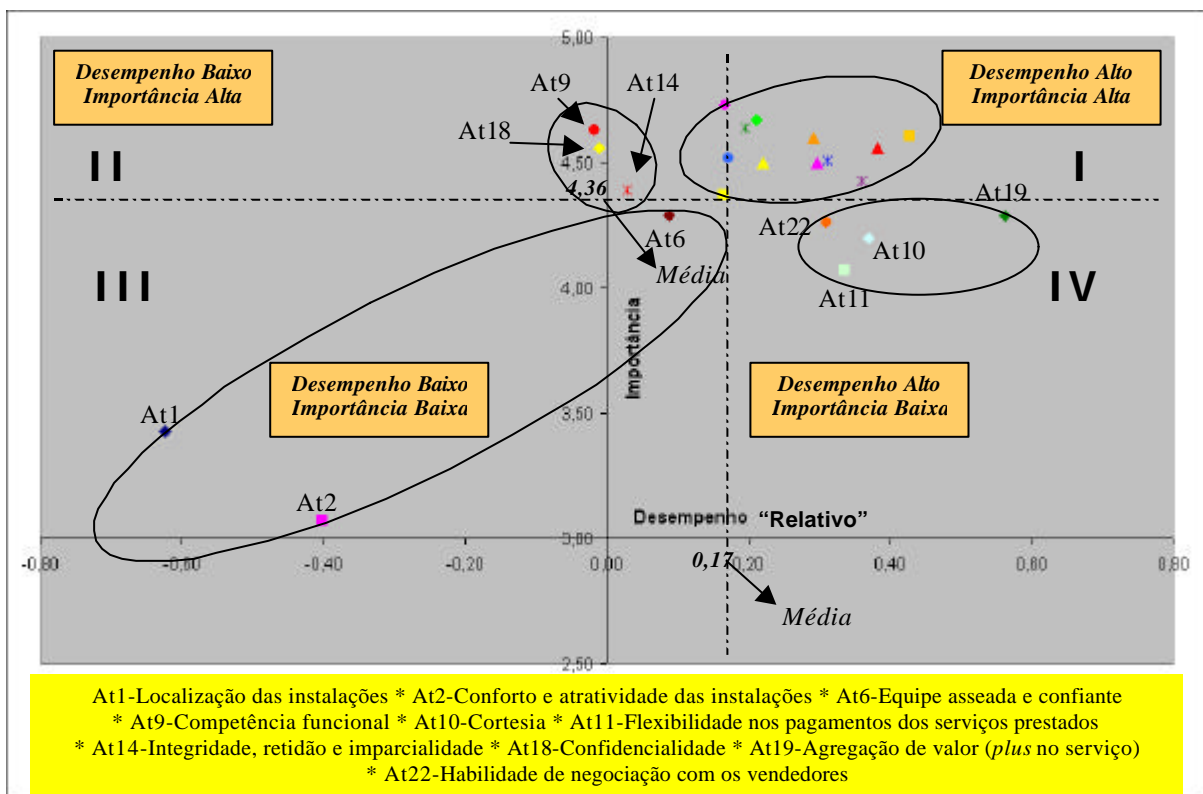 5,00
Desempenho Baixo
Importância Alta
Desempenho Alto
Importância Alta
At9
At14
At18
I I
4,50
I
4,36
At19
At6
At22
At10
Média
I I I
At11
I V
4,00
Importância
Desempenho Baixo
Importância Baixa
Desempenho Alto
Importância Baixa
At1
3,50
At2
Desempenho “Relativo”
3,00
-0,80 -0,60 -0,40 -0,20 0,00 0,17 0,20 0,40 0,60 0,80
Média
2,50
At1-Localização das instalações * At2-Conforto e atratividade das instalações * At6-Equipe asseada e confiante
* At9-Competência funcional * At10-Cortesia * At11-Flexibilidade nos pagamentos dos serviços prestados
* At14-Integridade, retidão e imparcialidade * At18-Confidencialidade * At19-Agregação de valor (plus no serviço)
* At22-Habilidade de negociação com os vendedores